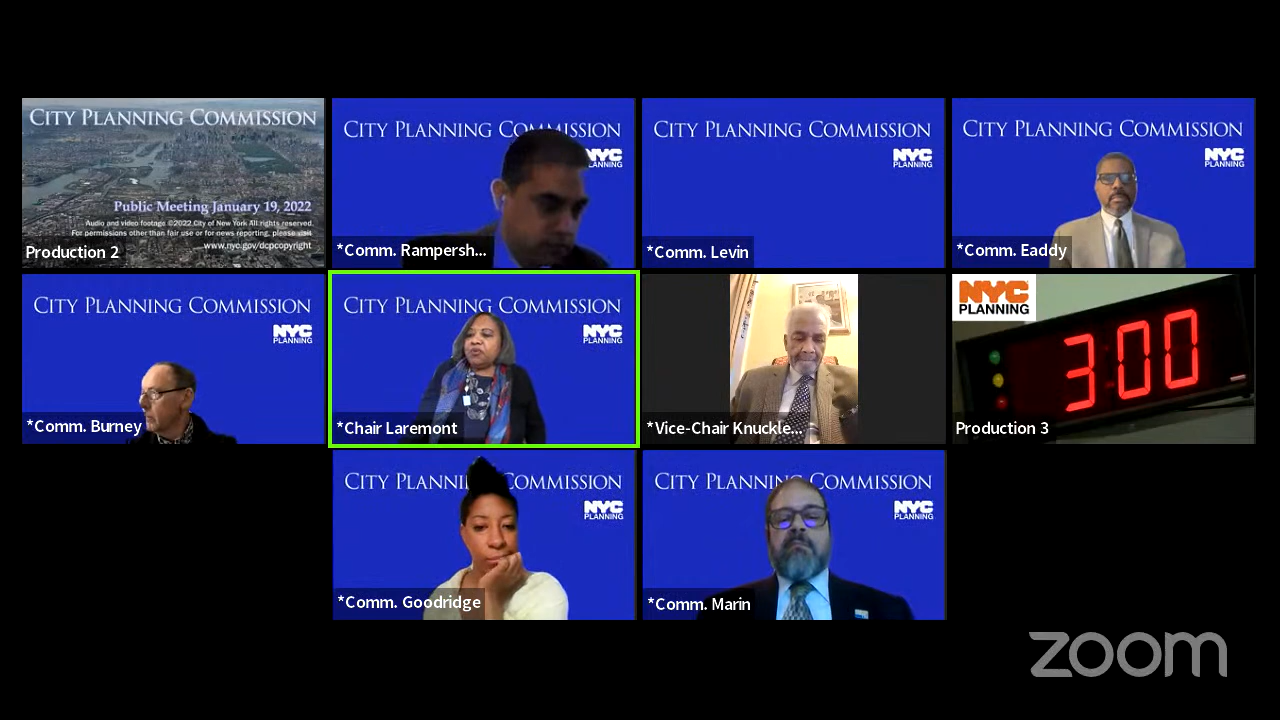 CITY PLANNING COMMISSION
Public Meeting January 19, 2022
Audio and video footage ©2022 City of New York All rights reserved.
For permissions other than fair use or for news reporting, please visit
www.nyc.gov/dcpcopyright
Production 2
CITY PLANNING COMMISSION
NYC
PLANNING
*Comm. Rampersh...
CITY PLANNING COMMISSION
NYC
PLANNING
*Comm. Levin
CITY PLANNING COMMISSION
NYC
PLANNING
*Comm. Eaddy
CITY PLANNING COMMISSION
NYC
PLANNING
*Comm. Burney
CITY PLANNING COMMISSION
NYC
PLANNING
*Chair Laremont
*Vice-Chair Knuckle...
NYC
PLANNING
3:00
Production 3
CITY PLANNI COMMISSION
NYC
PLANNING
*Comm. Goodridge
CITY PLANNING COMMISSION
NYC
PLANNING
*Comm. Marin
zoom